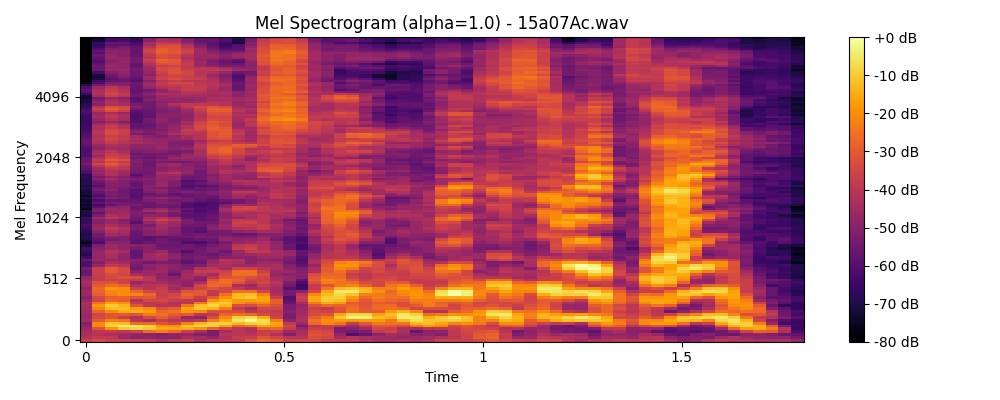 Mel Spectrogram (alpha=1.0) - 15a07Ac.wav
Mel Frequency
4096
2048
1024
512
0
0
0.5
1
1.5
Time
+0 dB
-10 dB
-20 dB
-30 dB
-40 dB
-50 dB
-60 dB
-70 dB
-80 dB